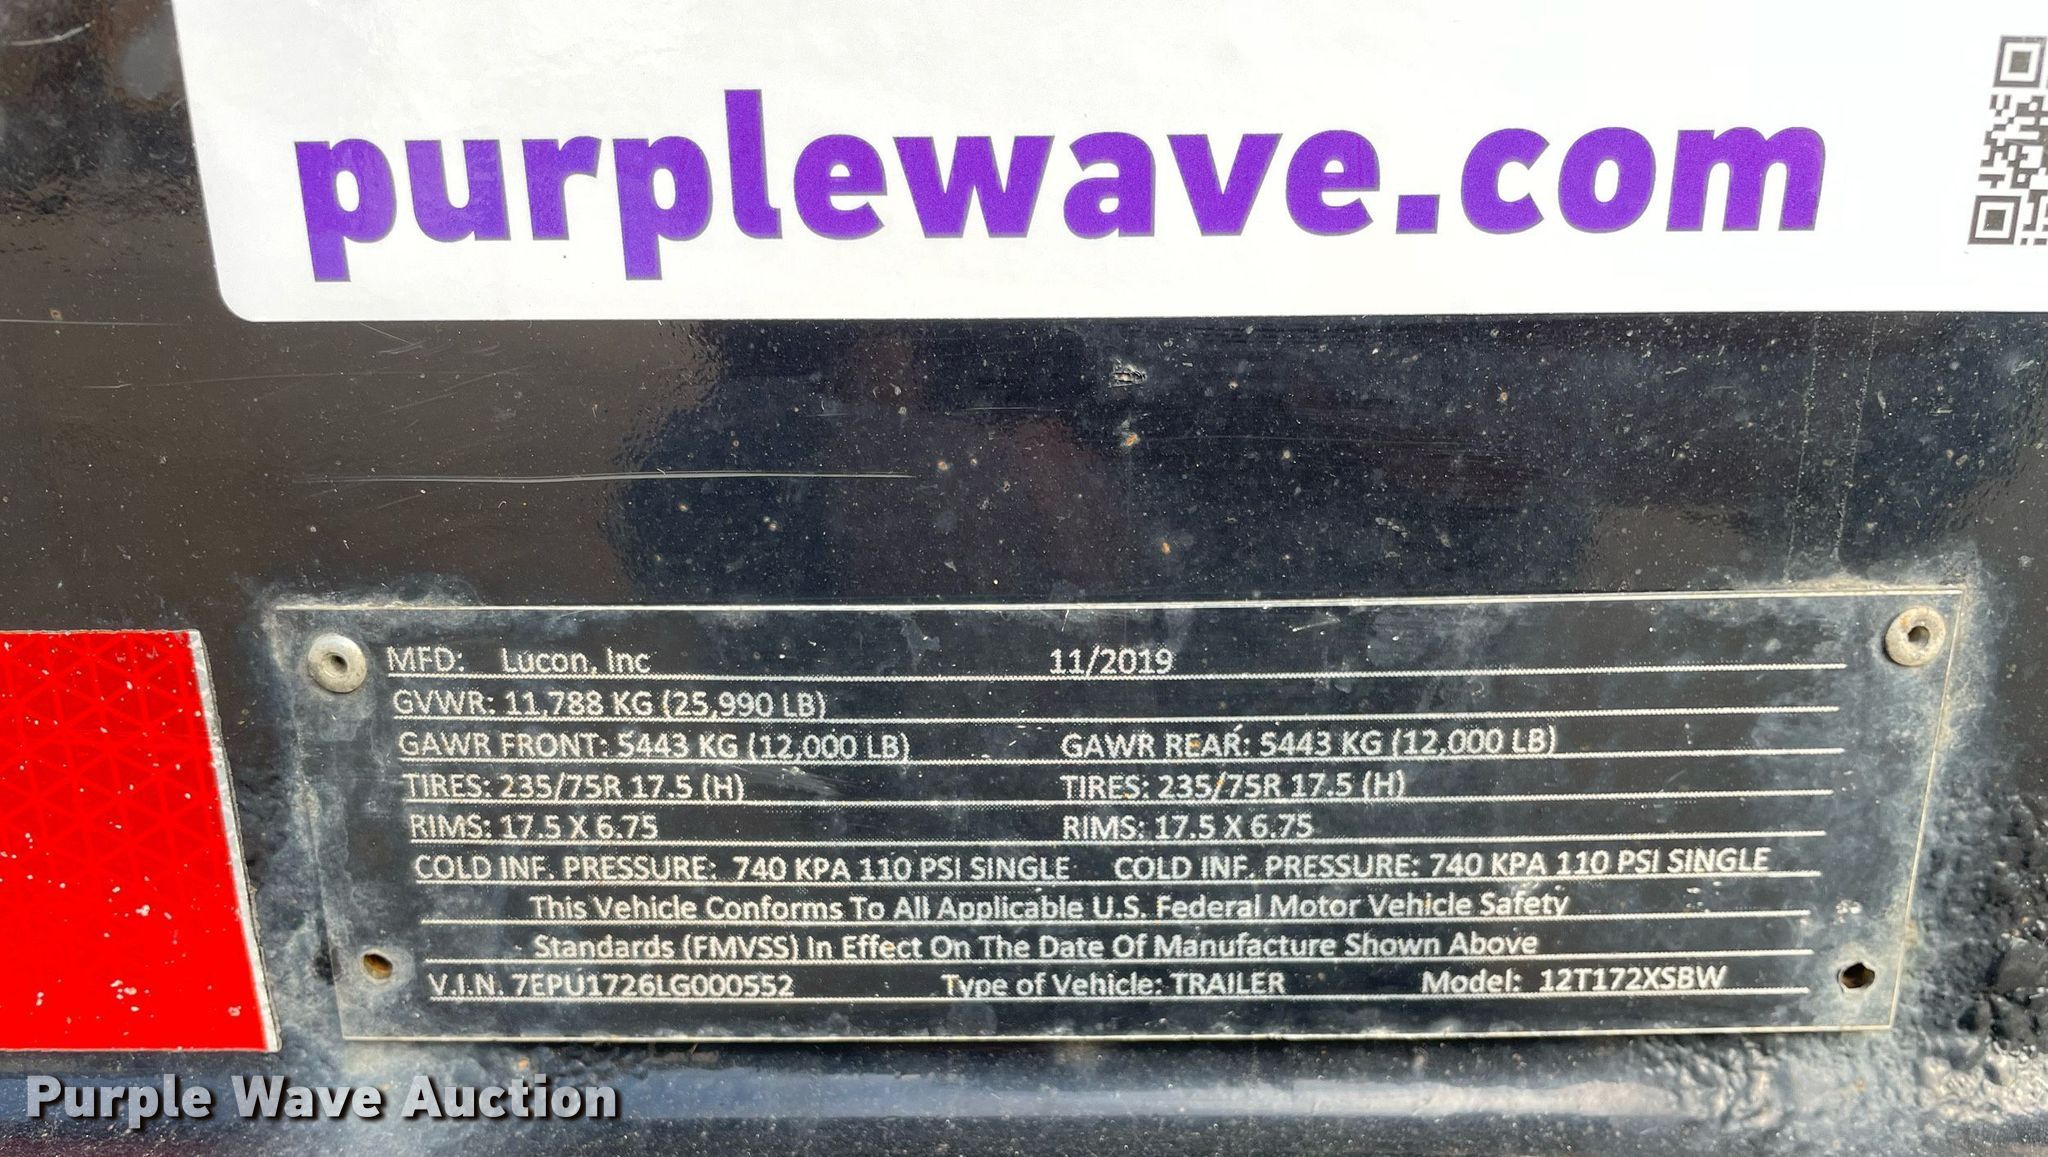 purplewave.com
MFD: Lucon, Inc 11/2019
GVWR: 11,788 KG (25,990 LB)
GAWR FRONT: 5443 KG (12,000 LB) GAWR REAR: 5443 KG (12,000 LB)
TIRES: 235/75R 17.5 (H) TIRES: 235/75R 17.5 (H)
RIMS: 17.5 X 6.75 RIMS: 17.5 X 6.75
COLD INF. PRESSURE: 740 KPA 110 PSI SINGLE COLD INF. PRESSURE: 740 KPA 110 PSI SINGLE
This Vehicle Conforms To All Applicable U.S. Federal Motor Vehicle Safety
Standards (FMVSS) In Effect On The Date Of Manufacture Shown Above
V.I.N. 7EPU1726LG000552 Type of Vehicle: TRAILER Model: 12T172XSBW
Purple Wave Auction